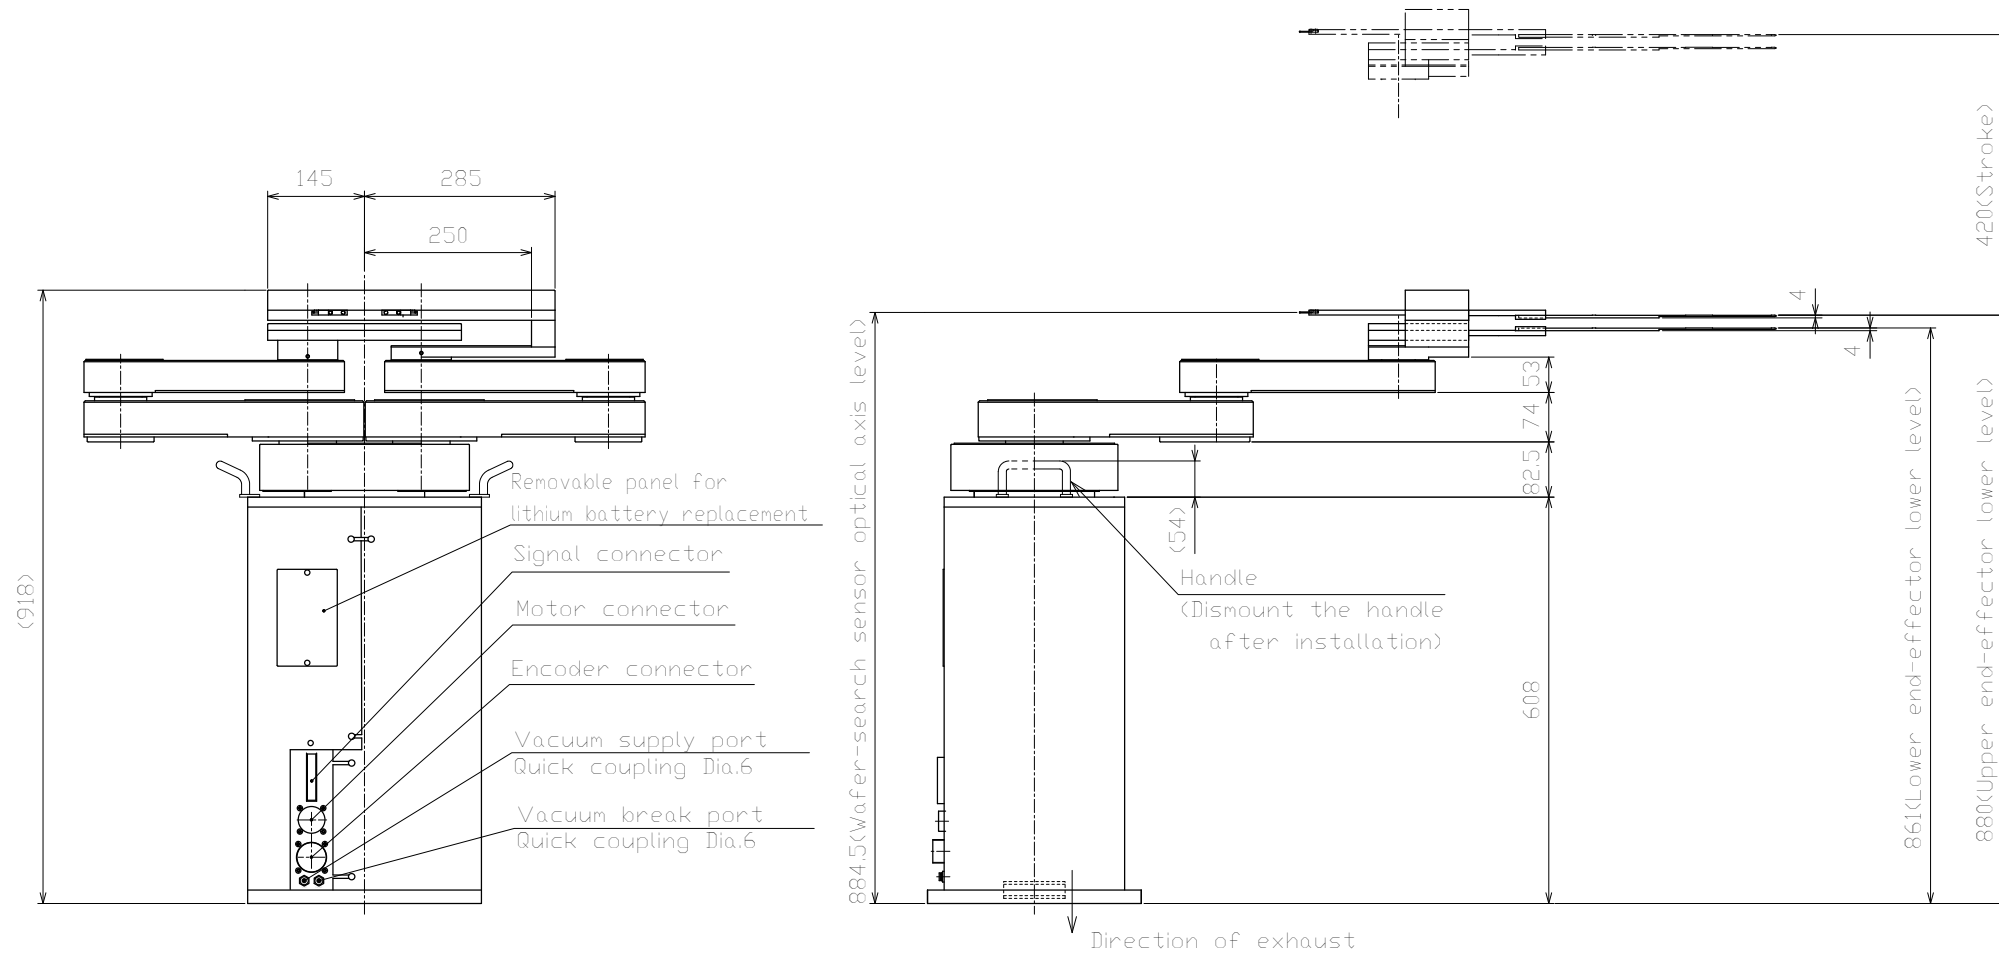 145
285
250
(918)
Removable panel for
lithium battery replacement
Signal connector
Motor connector
Encoder connector
Vacuum supply port
Quick coupling Dia.6
Vacuum break port
Quick coupling Dia.6
884.5(Wafer-search sensor optical axis level)
(54)
Handle
(Dismount the handle
after installation)
Direction of exhaust
53
74
82.5
608
4
4
861(Lower end-effector lower level)
420(Stroke)
880(Upper end-effector lower level)